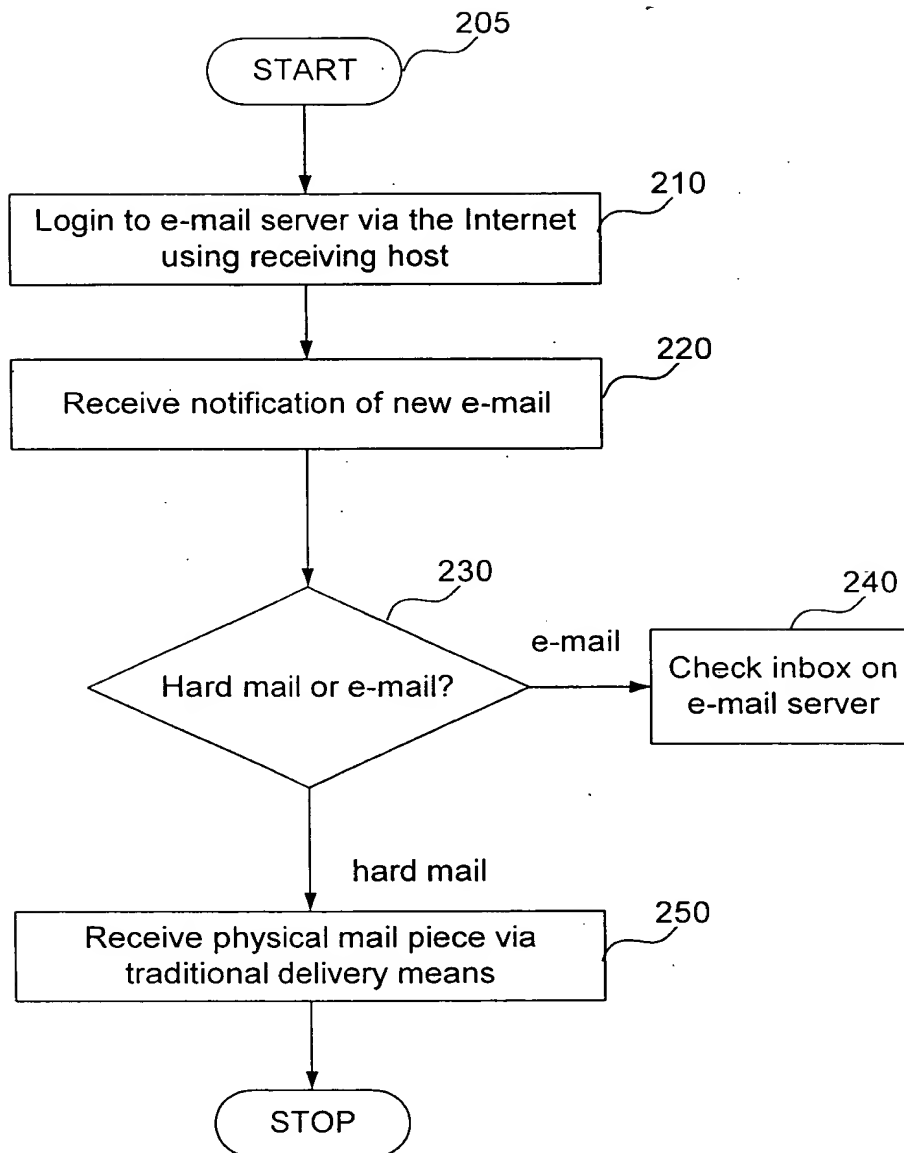 205
START
210
Login to e-mail server via the Internet
using receiving host
220
Receive notification of new e-mail
230
Hard mail or e-mail?
e-mail
240
Check inbox on
e-mail server
hard mail
250
Receive physical mail piece via
traditional delivery means
STOP